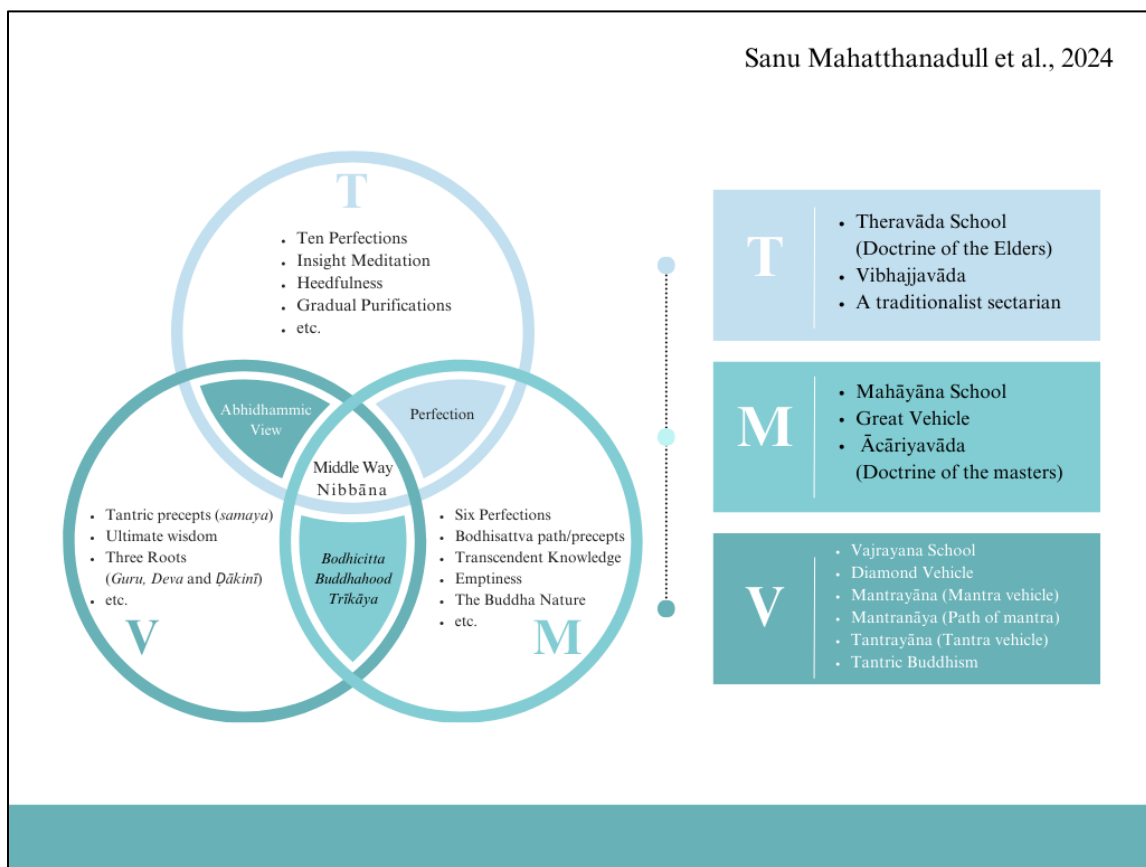 Sanu Mahatthanadull et al., 2024
T
• Ten Perfections
• Insight Meditation
• Heedfulness
• Gradual Purifications
• etc.
Abhidhammic
View
Perfection
Middle Way
Nibbāna
• Tantric precepts (samaya)
• Ultimate wisdom
• Three Roots
(Guru, Deva and Ḍākinī)
• etc.
V
Bodhicitta
Buddhahood
Trīkāya
• Six Perfections
• Bodhisattva path/precepts
• Transcendent Knowledge
• Emptiness
• The Buddha Nature
• etc.
M
T
• Theravāda School
(Doctrine of the Elders)
• Vibhajjavāda
• A traditionalist sectarian
M
• Mahāyāna School
• Great Vehicle
• Ācāriyavāda
(Doctrine of the masters)
V
• Vajrayana School
• Diamond Vehicle
• Mantrayāna (Mantra vehicle)
• Mantranāya (Path of mantra)
• Tantrayāna (Tantra vehicle)
• Tantric Buddhism